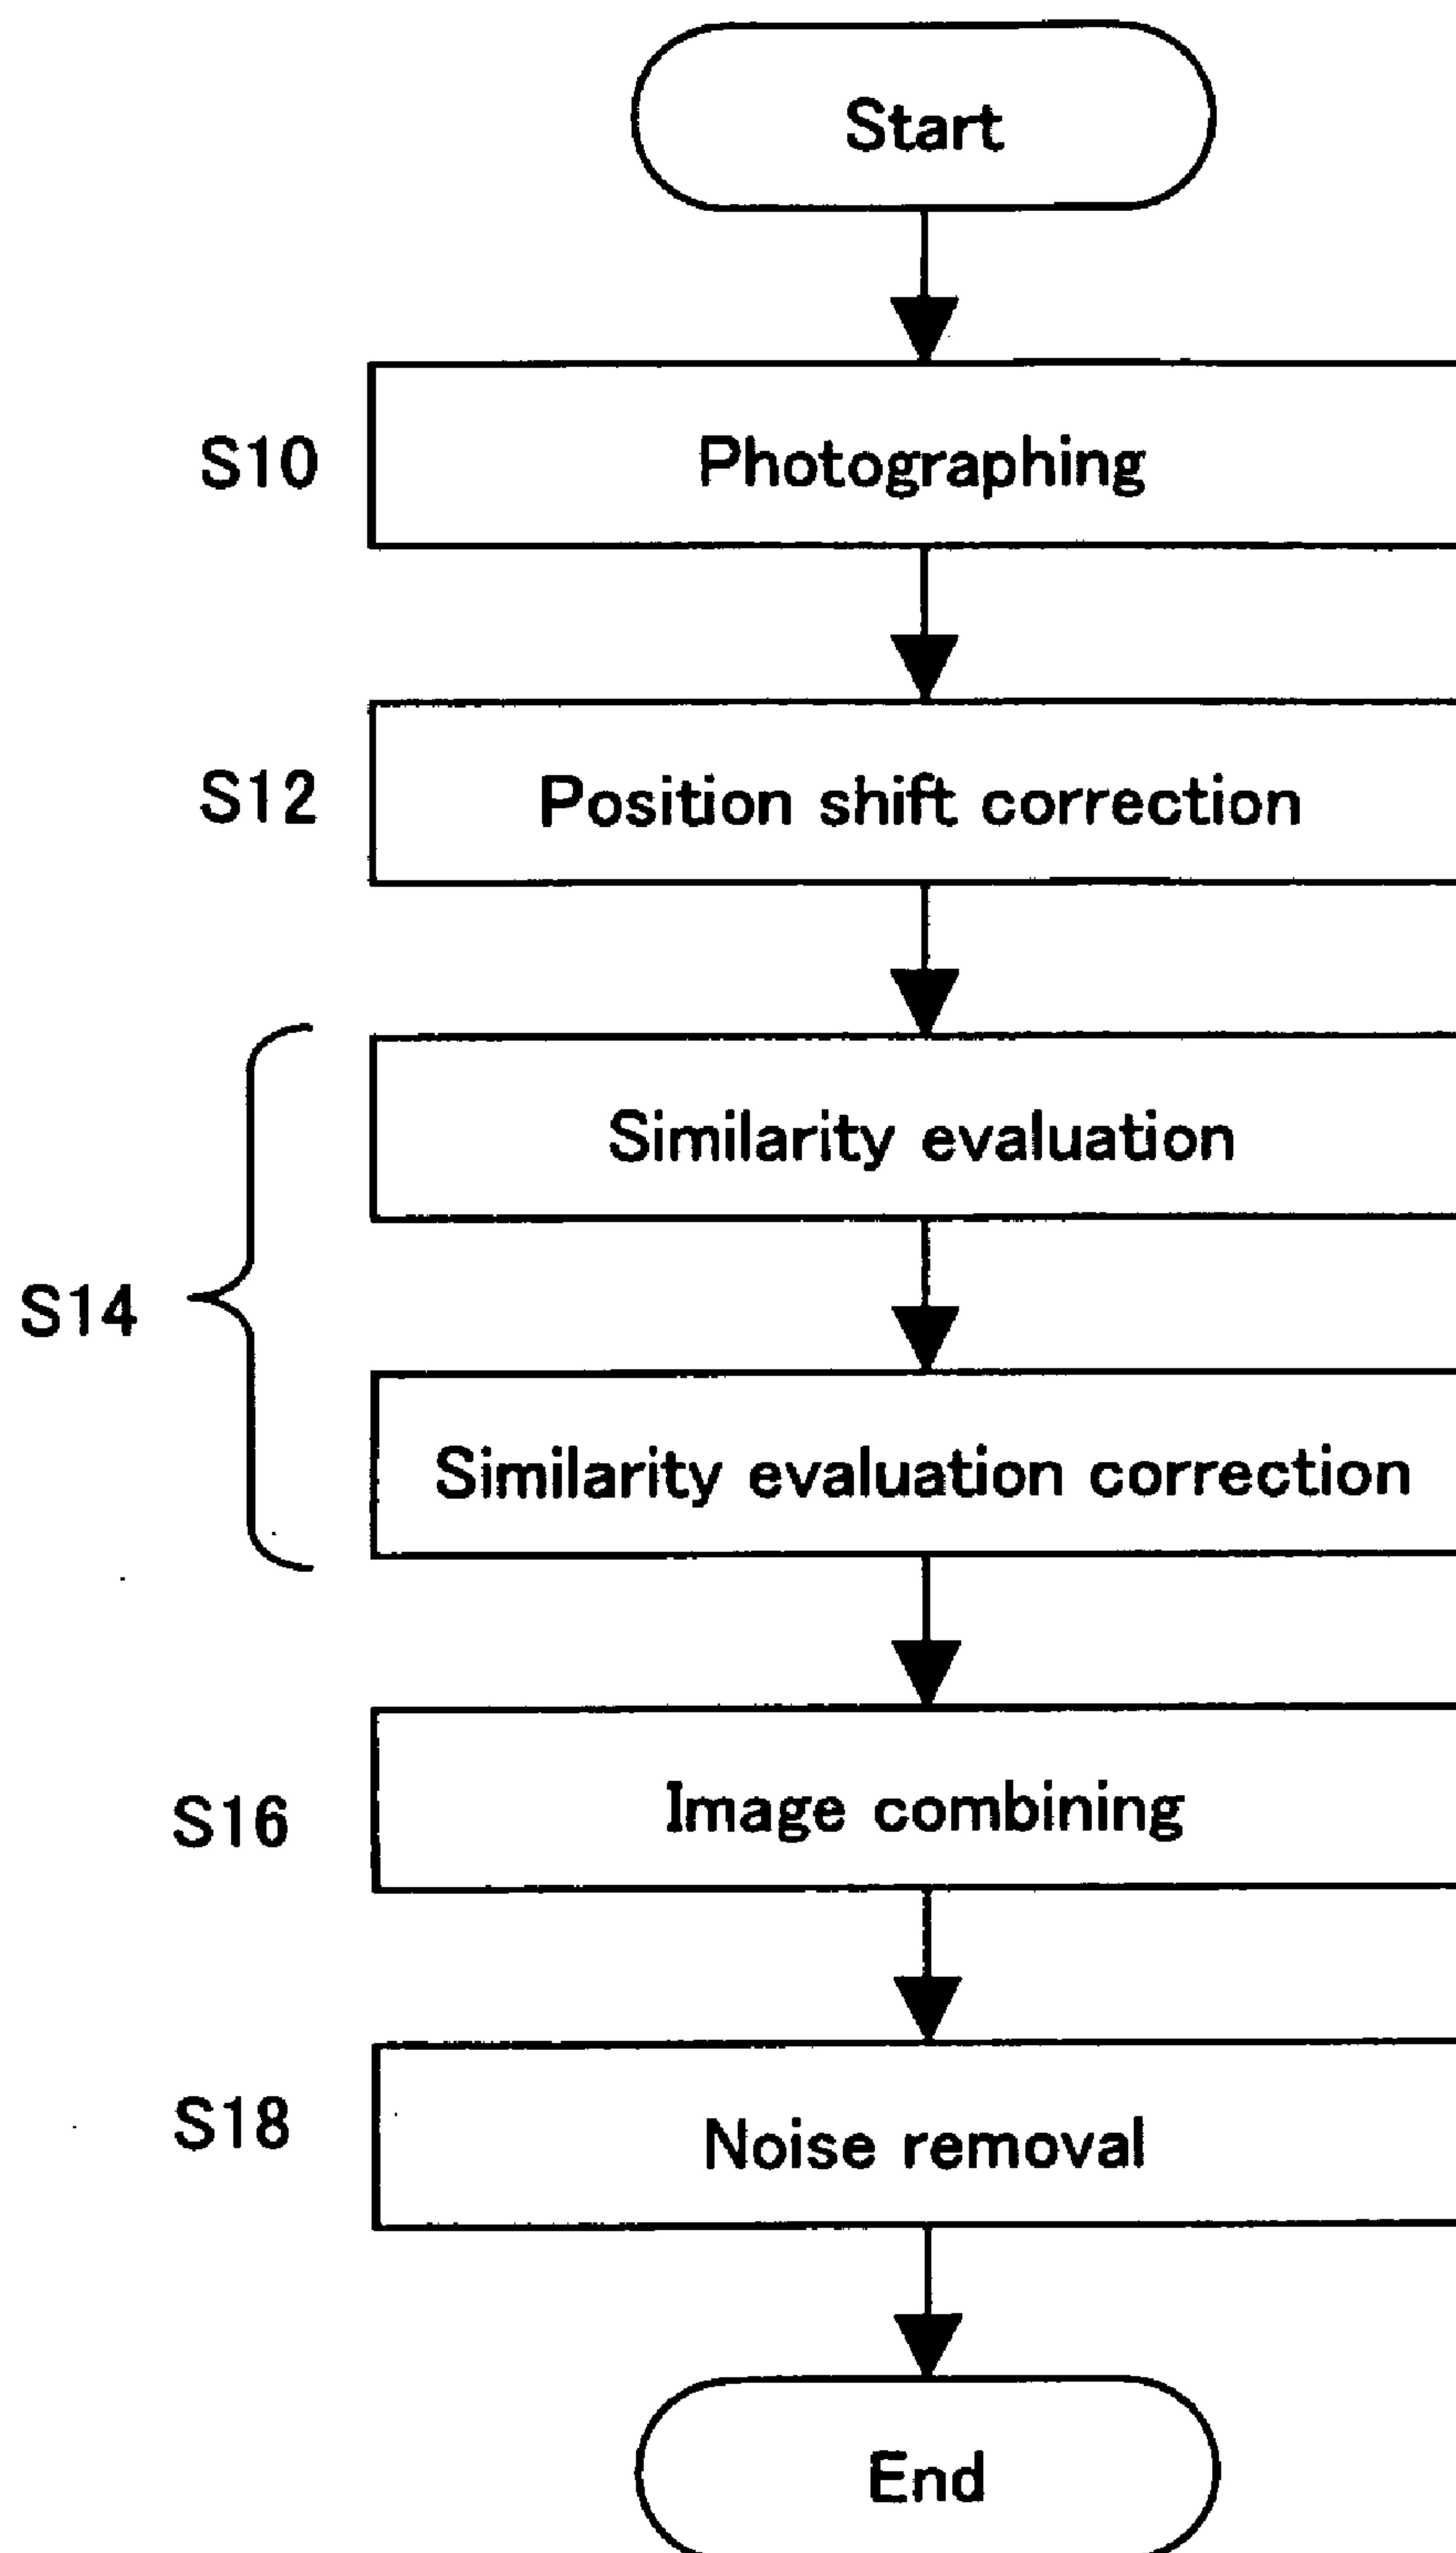 Start
S10 Photographing
S12 Position shift correction
Similarity evaluation
S14
Similarity evaluation correction
S16 Image combining
S18 Noise removal
End